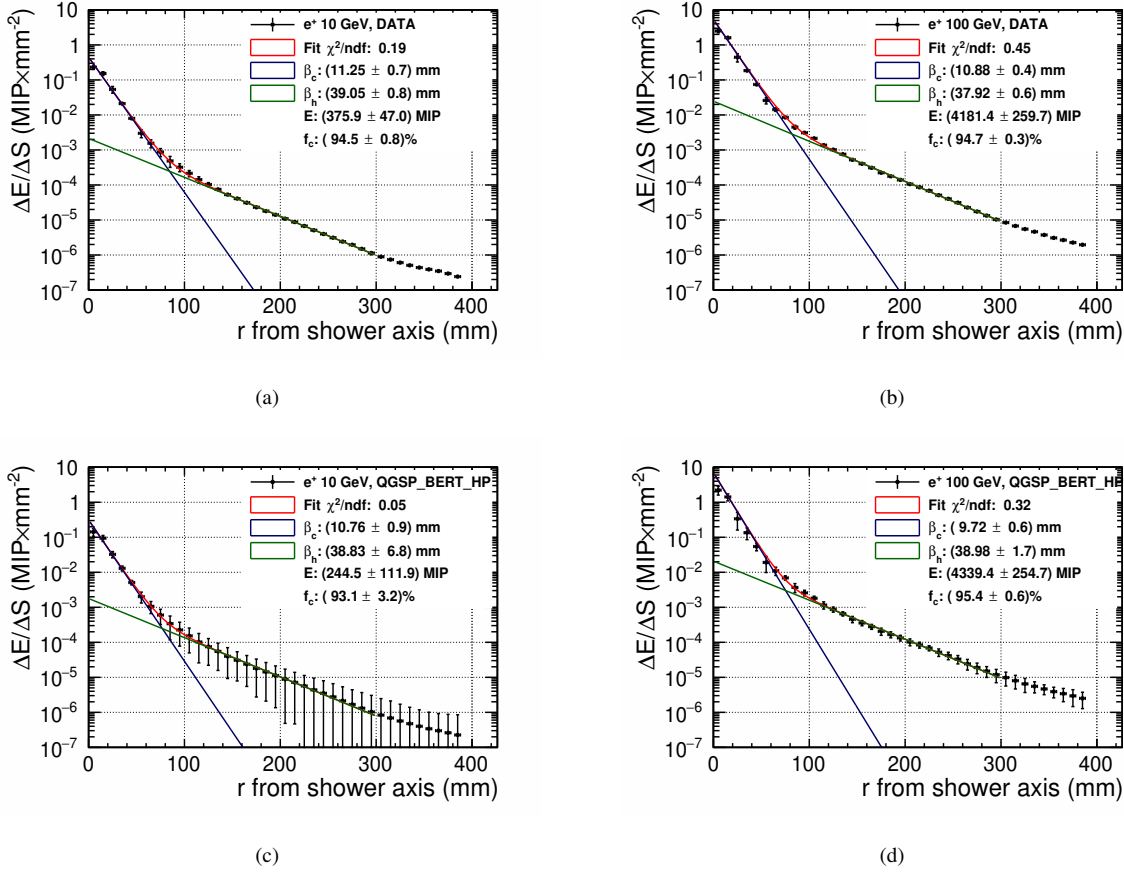 ΔE/ΔS (MIP×mm⁻²)
10
1
10⁻¹
10⁻²
10⁻³
10⁻⁴
10⁻⁵
10⁻⁶
10⁻⁷
e⁺ 10 GeV, DATA
Fit χ²/ndf: 0.19
β_c: (11.25 ± 0.7) mm
β_h: (39.05 ± 0.8) mm
E: (375.9 ± 47.0) MIP
f_c: ( 94.5 ± 0.8)%
0 100 200 300 400
r from shower axis (mm)
(a)
ΔE/ΔS (MIP×mm⁻²)
10
1
10⁻¹
10⁻²
10⁻³
10⁻⁴
10⁻⁵
10⁻⁶
10⁻⁷
e⁺ 100 GeV, DATA
Fit χ²/ndf: 0.45
β_c: (10.88 ± 0.4) mm
β_h: (37.92 ± 0.6) mm
E: (4181.4 ± 259.7) MIP
f_c: ( 94.7 ± 0.3)%
0 100 200 300 400
r from shower axis (mm)
(b)
ΔE/ΔS (MIP×mm⁻²)
10
1
10⁻¹
10⁻²
10⁻³
10⁻⁴
10⁻⁵
10⁻⁶
10⁻⁷
e⁺ 10 GeV, QGSP_BERT_HP
Fit χ²/ndf: 0.05
β_c: (10.76 ± 0.9) mm
β_h: (38.83 ± 6.8) mm
E: (244.5 ± 111.9) MIP
f_c: ( 93.1 ± 3.2)%
0 100 200 300 400
r from shower axis (mm)
(c)
ΔE/ΔS (MIP×mm⁻²)
10
1
10⁻¹
10⁻²
10⁻³
10⁻⁴
10⁻⁵
10⁻⁶
10⁻⁷
e⁺ 100 GeV, QGSP_BERT_HP
Fit χ²/ndf: 0.32
β_c: ( 9.72 ± 0.6) mm
β_h: (38.98 ± 1.7) mm
E: (4339.4 ± 254.7) MIP
f_c: ( 95.4 ± 0.6)%
0 100 200 300 400
r from shower axis (mm)
(d)